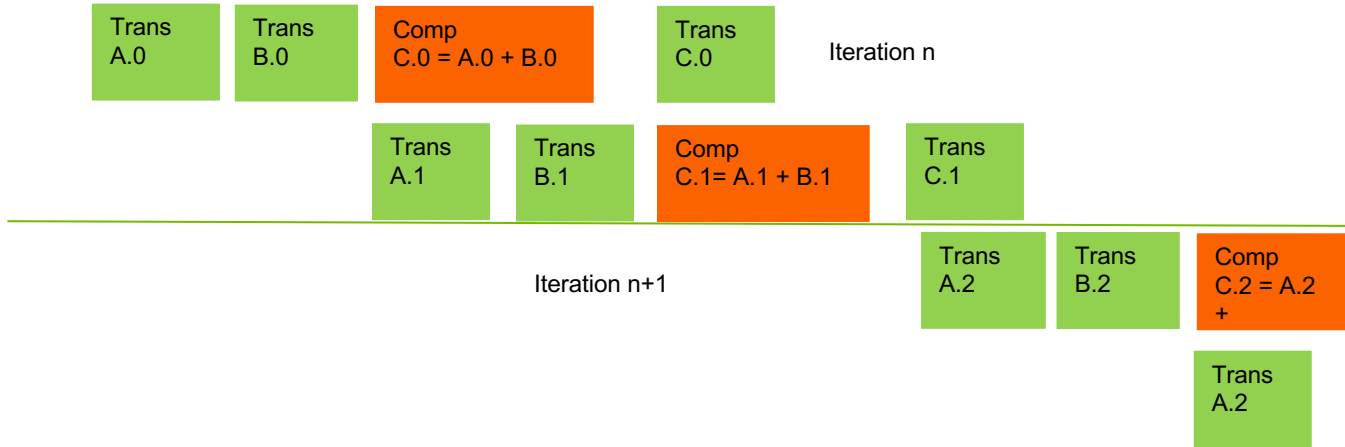 Trans
A.0
Trans
B.0
Comp
C.0 = A.0 + B.0
Trans
C.0
Iteration n
Trans
A.1
Trans
B.1
Comp
C.1= A.1 + B.1
Trans
C.1
Iteration n+1
Trans
A.2
Trans
B.2
Comp
C.2 = A.2
+
Trans
A.2